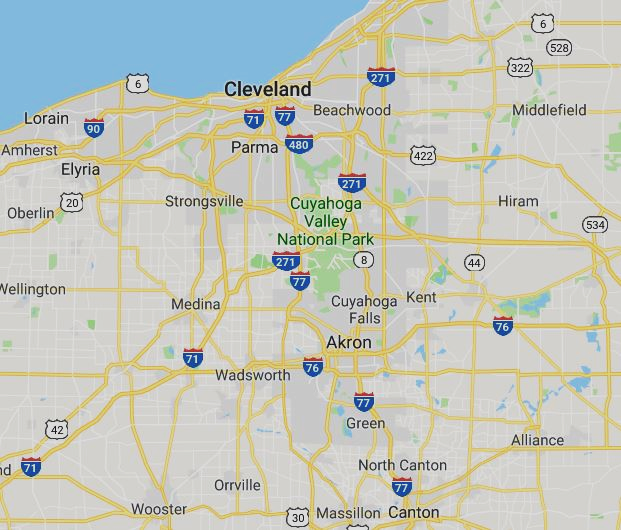 6
528
322
271
6
Cleveland
Beachwood
Middlefield
71
77
Lorain
90
480
Amherst
Parma
422
Elyria
271
20
Strongsville
Hiram
Oberlin
Cuyahoga
Valley
National Park
534
271
8
44
77
Wellington
Medina
Cuyahoga
Falls
Kent
76
Akron
71
76
Wadsworth
77
Green
42
Alliance
nd
71
North Canton
77
Orrville
Wooster
30
Massillon
Canton